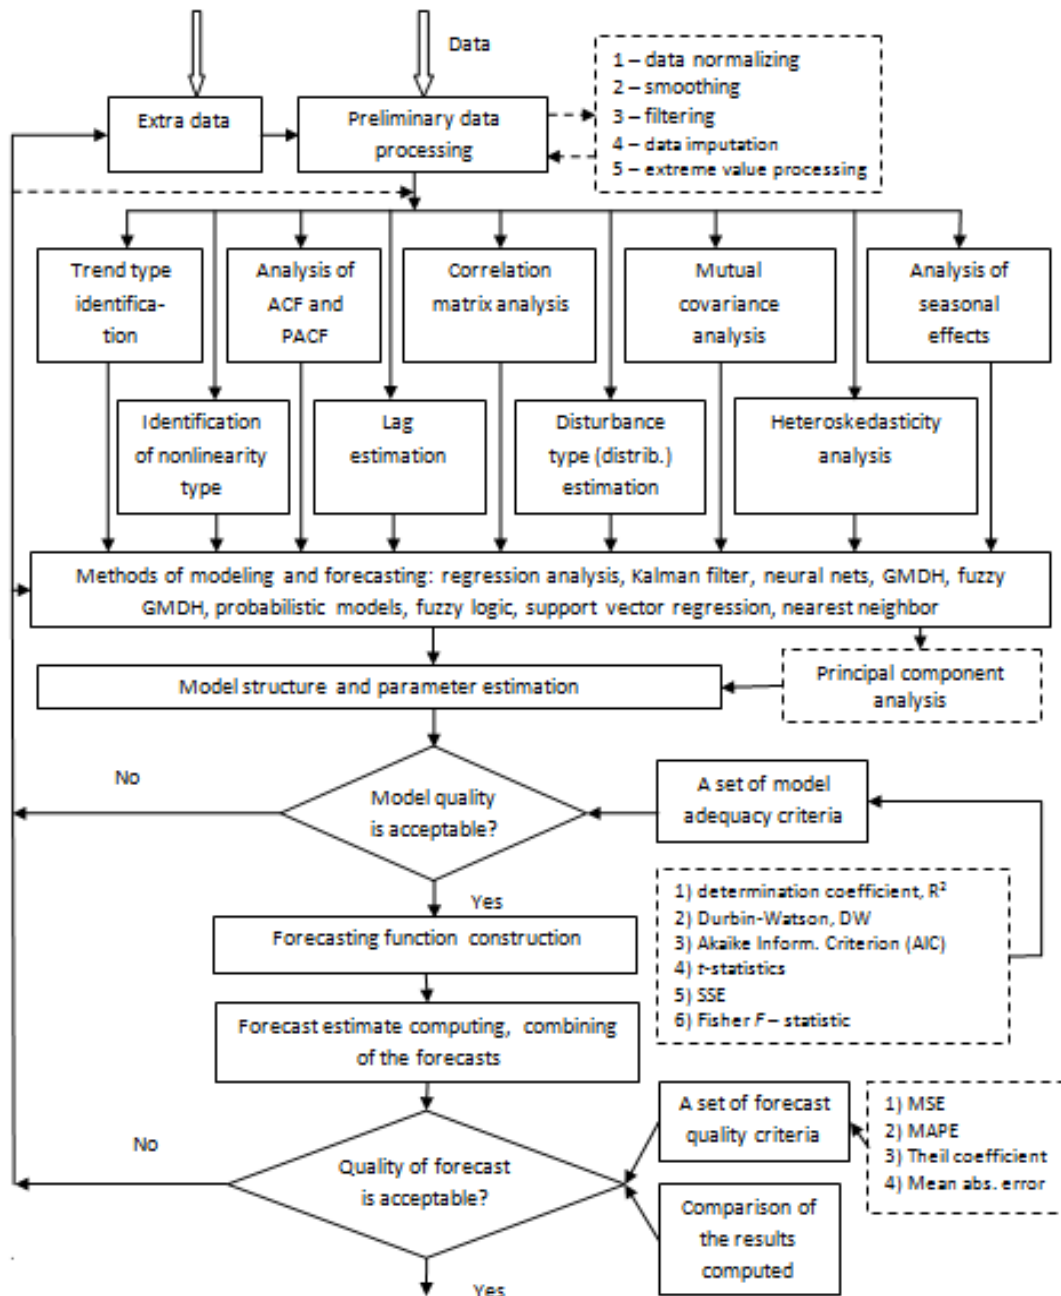 Data
1 – data normalizing
2 – smoothing
3 – filtering
4 – data imputation
5 – extreme value processing
Extra data
Preliminary data
processing
Trend type
identifica-
tion
Analysis of
ACF and
PACF
Correlation
matrix analysis
Mutual
covariance
analysis
Analysis of
seasonal
effects
Identification
of nonlinearity
type
Lag
estimation
Disturbance
type (distrib.)
estimation
Heteroskedasticity
analysis
Methods of modeling and forecasting: regression analysis, Kalman filter, neural nets, GMDH, fuzzy
GMDH, probabilistic models, fuzzy logic, support vector regression, nearest neighbor
Model structure and parameter estimation
Principal component
analysis
No
Model quality
is acceptable?
A set of model
adequacy criteria
Yes
1) determination coefficient, R²
2) Durbin-Watson, DW
3) Akaike Inform. Criterion (AIC)
4) t-statistics
5) SSE
6) Fisher F – statistic
Forecasting function construction
Forecast estimate computing, combining
of the forecasts
No
Quality of forecast
is acceptable?
A set of forecast
quality criteria
1) MSE
2) MAPE
3) Theil coefficient
4) Mean abs. error
Comparison of
the results
computed
Yes